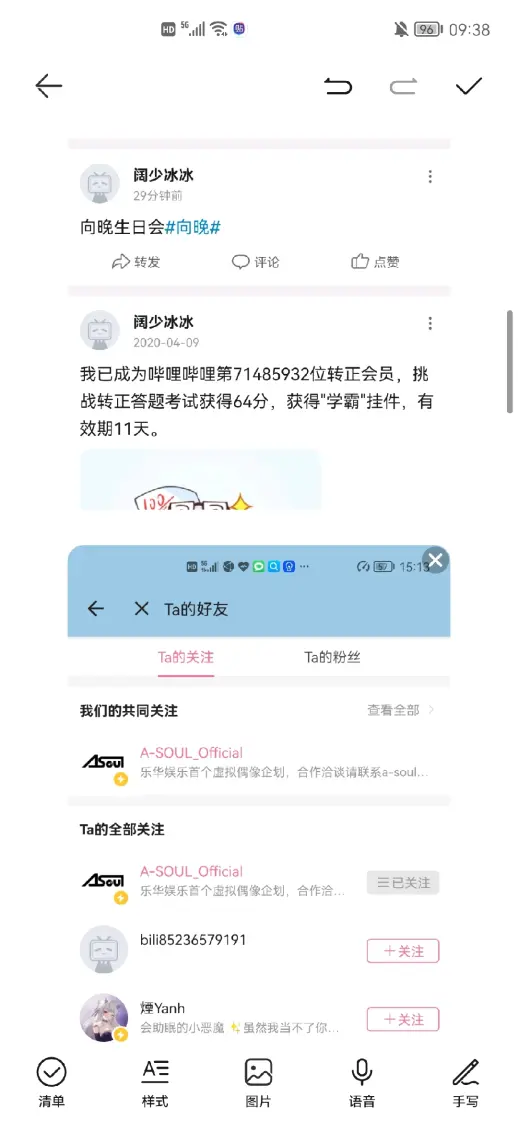 HD 5G 96 09:38
阔少冰冰
29分钟前
向晚生日会#向晚#
转发 评论 点赞
阔少冰冰
2020-04-09
我已成为哔哩哔哩第71485932位转正会员，挑
战转正答题考试获得64分，获得"学霸"挂件，有
效期11天。
100
HD 5G 57 15:13
Ta的好友
Ta的关注 Ta的粉丝
我们的共同关注 查看全部
ASOUL
A-SOUL_Official
乐华娱乐首个虚拟偶像企划，合作洽谈请联系a-soul...
Ta的全部关注
ASOUL
A-SOUL_Official
乐华娱乐首个虚拟偶像企划，合作洽...
已关注
bili85236579191
+关注
煙Yanh
会助眠的小恶魔 ✨虽然我当不了你...
+关注
清单 样式 图片 语音 手写